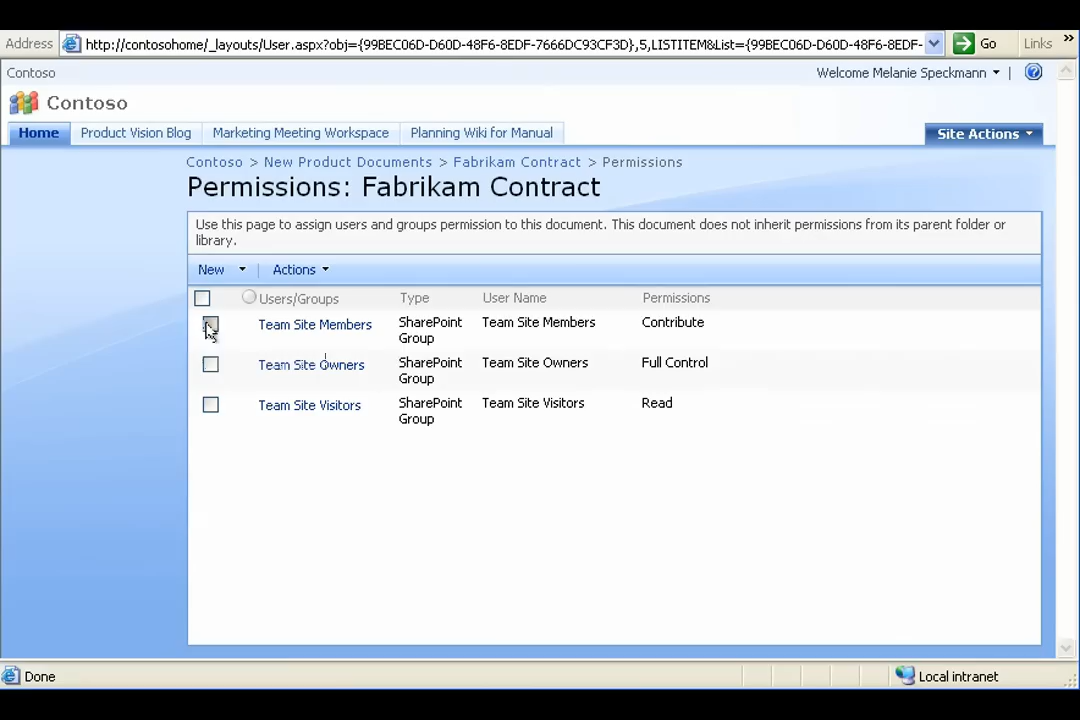 Address http://contosohome/_layouts/User.aspx?obj={99BEC06D-D60D-48F6-8EDF-7666DC93CF3D},5,LISTITEM&List={99BEC06D-D60D-48F6-8EDF- Go Links »
Contoso Welcome Melanie Speckmann
Contoso
Home Product Vision Blog Marketing Meeting Workspace Planning Wiki for Manual Site Actions
Contoso > New Product Documents > Fabrikam Contract > Permissions
Permissions: Fabrikam Contract
Use this page to assign users and groups permission to this document. This document does not inherit permissions from its parent folder or
library.
New Actions
Users/Groups Type User Name Permissions
Team Site Members SharePoint Group Team Site Members Contribute
Team Site Owners SharePoint Group Team Site Owners Full Control
Team Site Visitors SharePoint Group Team Site Visitors Read
Done Local intranet